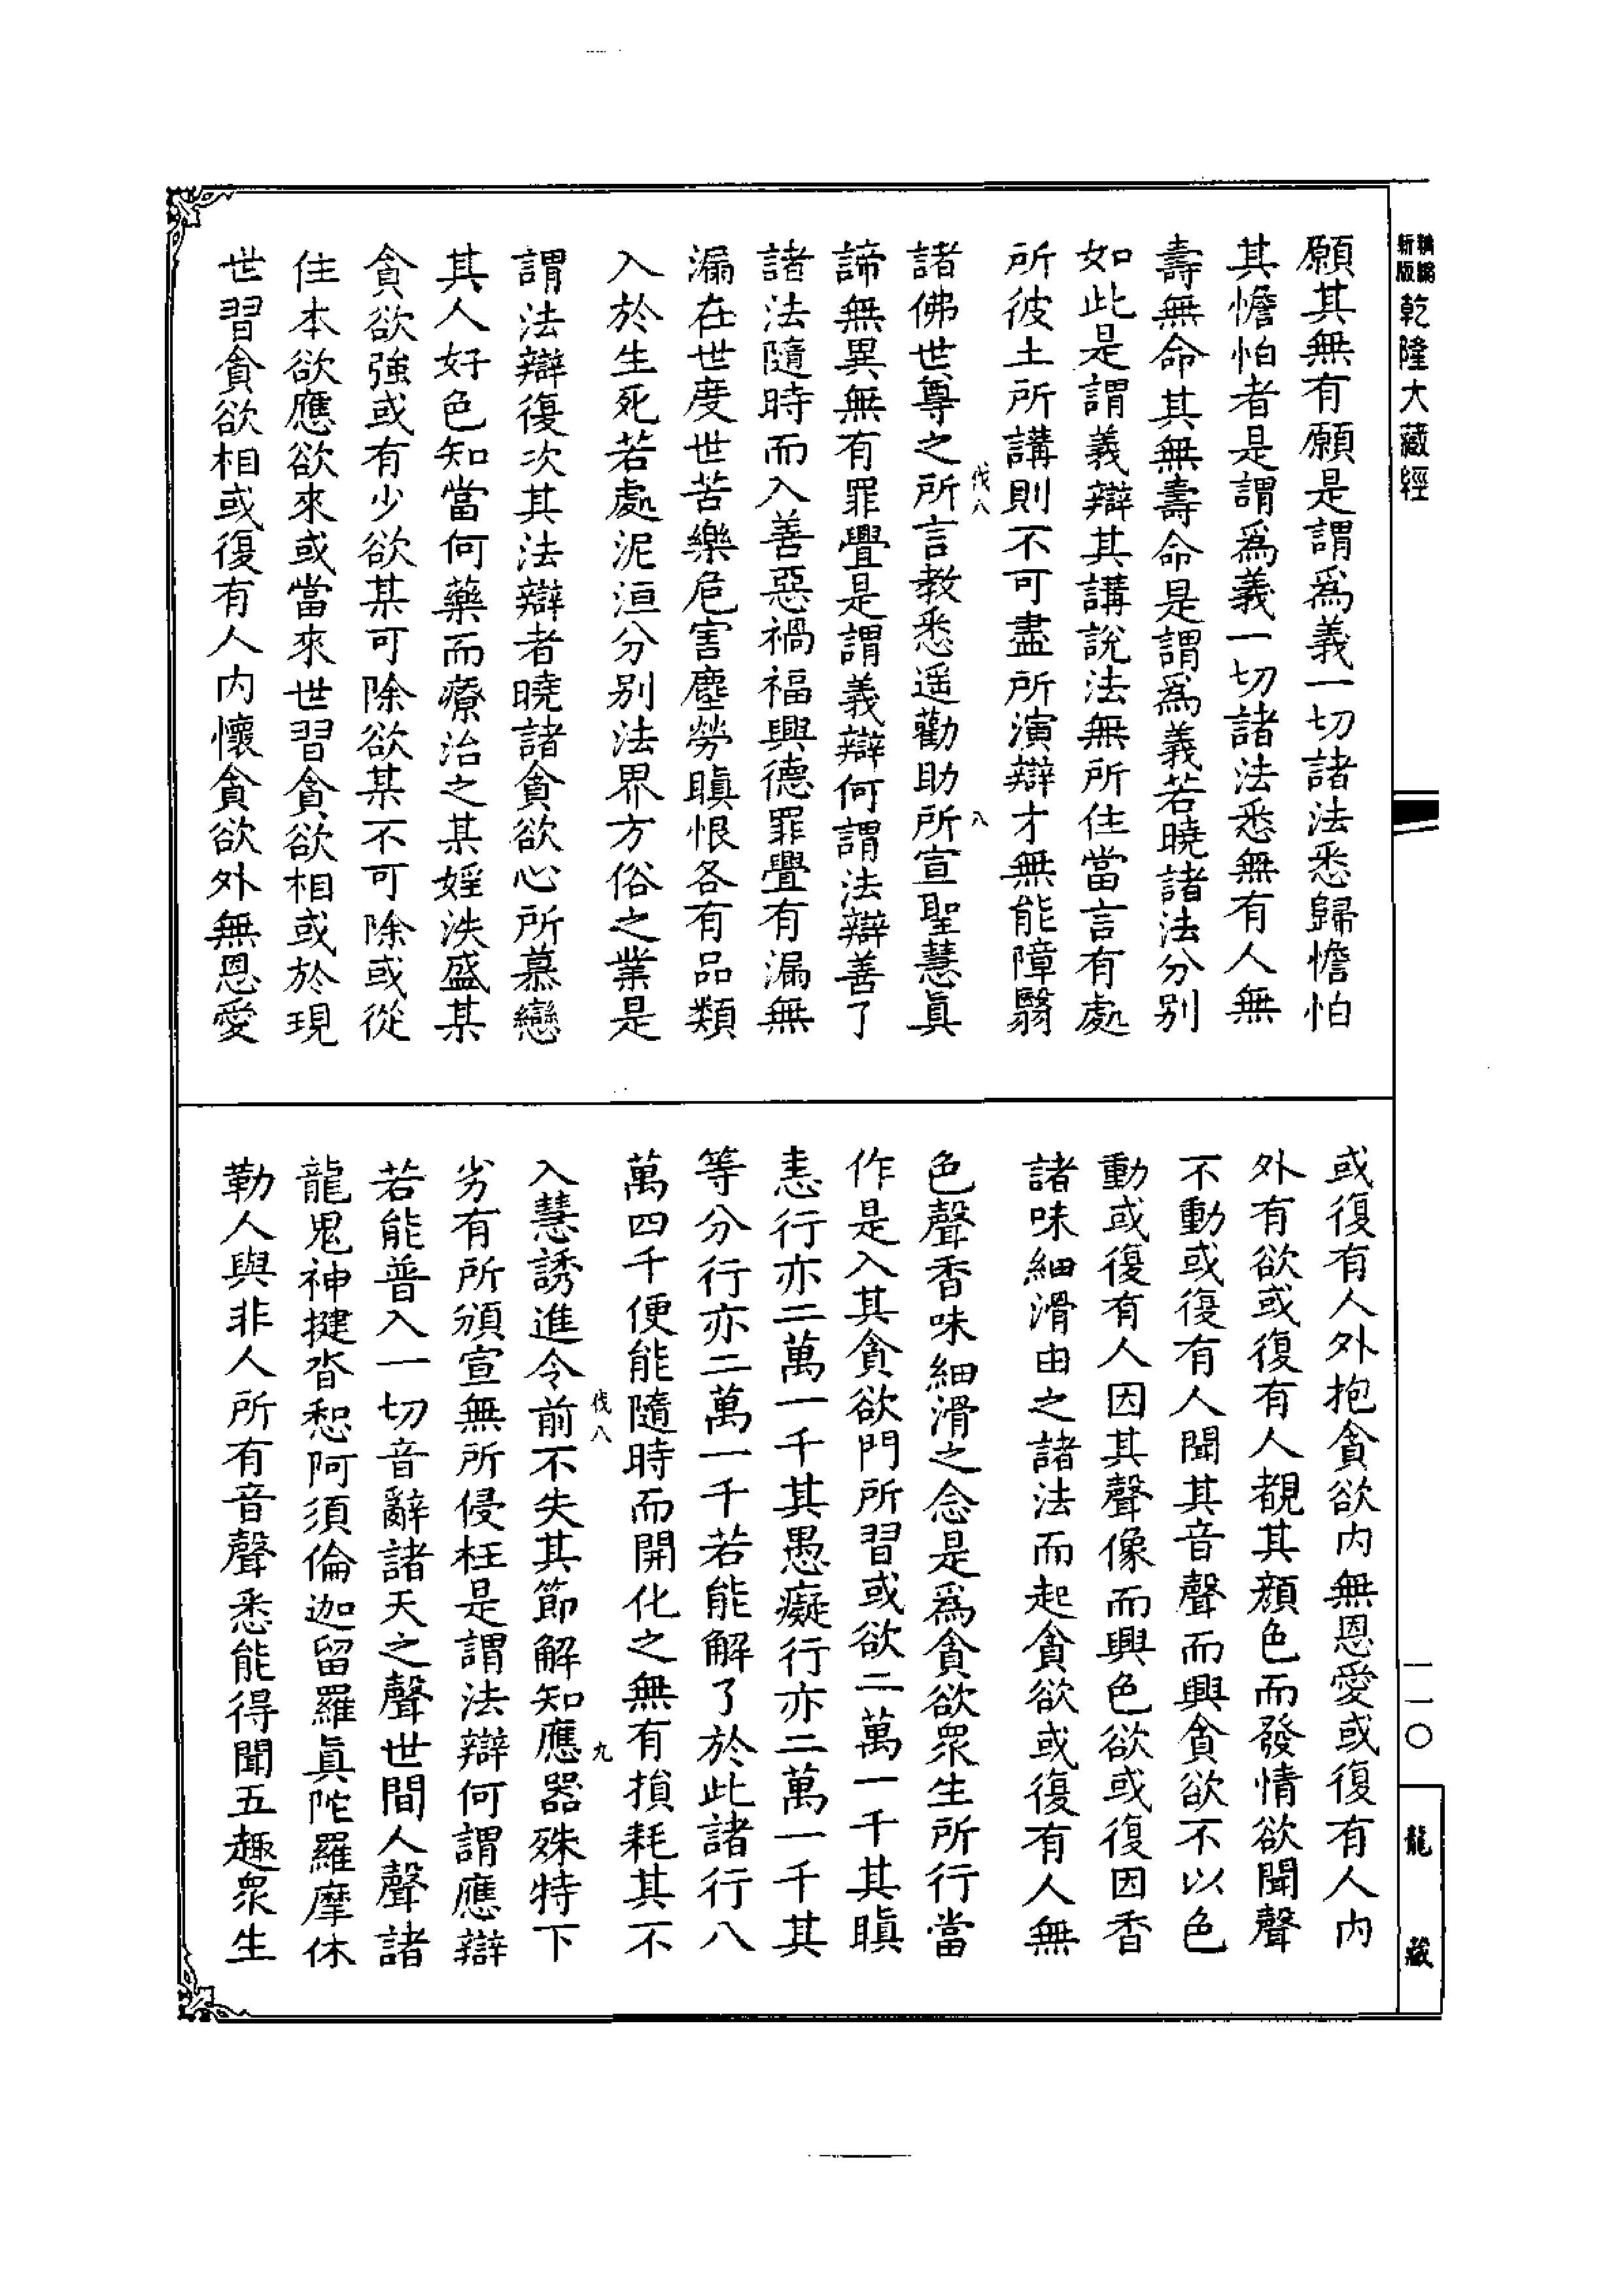 新編
新版
乾隆大藏經
願其無有願是謂爲義一切諸法悉歸憺怕
其憺怕者是謂爲義一切諸法悉無有人無
壽無命其無壽命是謂爲義若曉諸法分別
如此是謂義辯其講說法無所住當言有處
所彼土所講則不可盡所演辯才無能障翳
伐八
八
諸佛世尊之所言教悉遥勸助所宣聖慧眞
諦無異無有罪舋是謂義辯何謂法辯善了
諸法隨時而入善惡禍福興德罪舋有漏無
漏在世度世苦樂危害塵勞瞋恨各有品類
入於生死若處泥洹分別法界方俗之業是
謂法辯復次其法辯者曉諸貪欲心所慕戀
其人好色知當何藥而療治之某婬泆盛某
貪欲強或有少欲某可除欲某不可除或從
住本欲應欲來或當來世習貪欲相或於現
世習貪欲相或復有人内懷貪欲外無恩愛
或復有人外抱貪欲内無恩愛或復有人内
外有欲或復有人覩其顔色而發情欲聞聲
不動或復有人聞其音聲而興貪欲不以色
動或復有人因其聲像而興色欲或復因香
諸味細滑由之諸法而起貪欲或復有人無
色聲香味細滑之念是爲貪欲衆生所行當
作是入其貪欲門所習或欲二萬一千其瞋
恚行亦二萬一千其愚癡行亦二萬一千其
等分行亦二萬一千若能解了於此諸行八
萬四千便能隨時而開化之無有損耗其不
伐八
九
入慧誘進令前不失其節解知應器殊特下
劣有所頒宣無所侵枉是謂法辯何謂應辯
若能普入一切音辭諸天之聲世間人聲諸
龍鬼神揵沓惒阿須倫迦留羅眞陀羅摩休
勒人與非人所有音聲悉能得聞五趣衆生
一一〇
龍藏